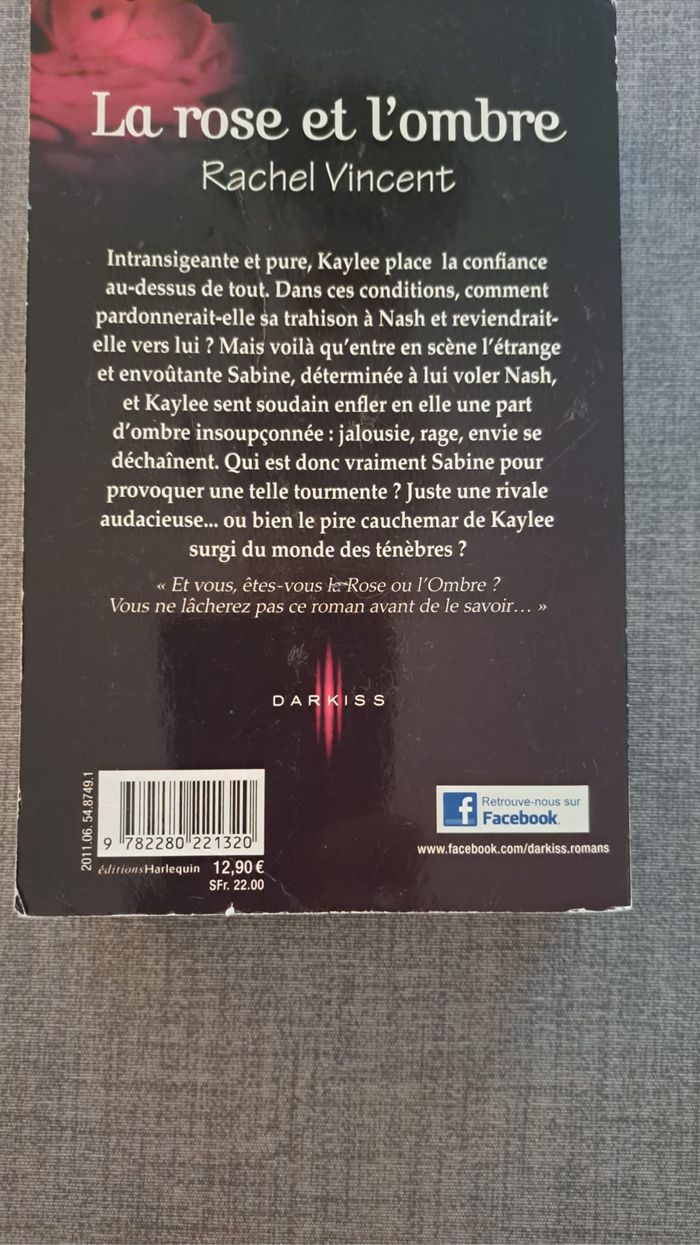 La rose et l'ombre
Rachel Vincent
Intransigeante et pure, Kaylee place la confiance
au-dessus de tout. Dans ces conditions, comment
pardonnerait-elle sa trahison à Nash et reviendrait-
elle vers lui ? Mais voilà qu'entre en scène l'étrange
et envoûtante Sabine, déterminée à lui voler Nash,
et Kaylee sent soudain enfler en elle une part
d'ombre insoupçonnée : jalousie, rage, envie se
déchaînent. Qui est donc vraiment Sabine pour
provoquer une telle tourmente ? Juste une rivale
audacieuse... ou bien le pire cauchemar de Kaylee
surgi du monde des ténèbres ?
« Et vous, êtes-vous la Rose ou l'Ombre ?
Vous ne lâcherez pas ce roman avant de le savoir... »
DARKISS
2011.06. 54.8749.1
9 782280 221320
éditionsHarlequin 12,90 €
SFr. 22.00
f
Retrouve-nous sur
Facebook
www.facebook.com/darkiss.romans